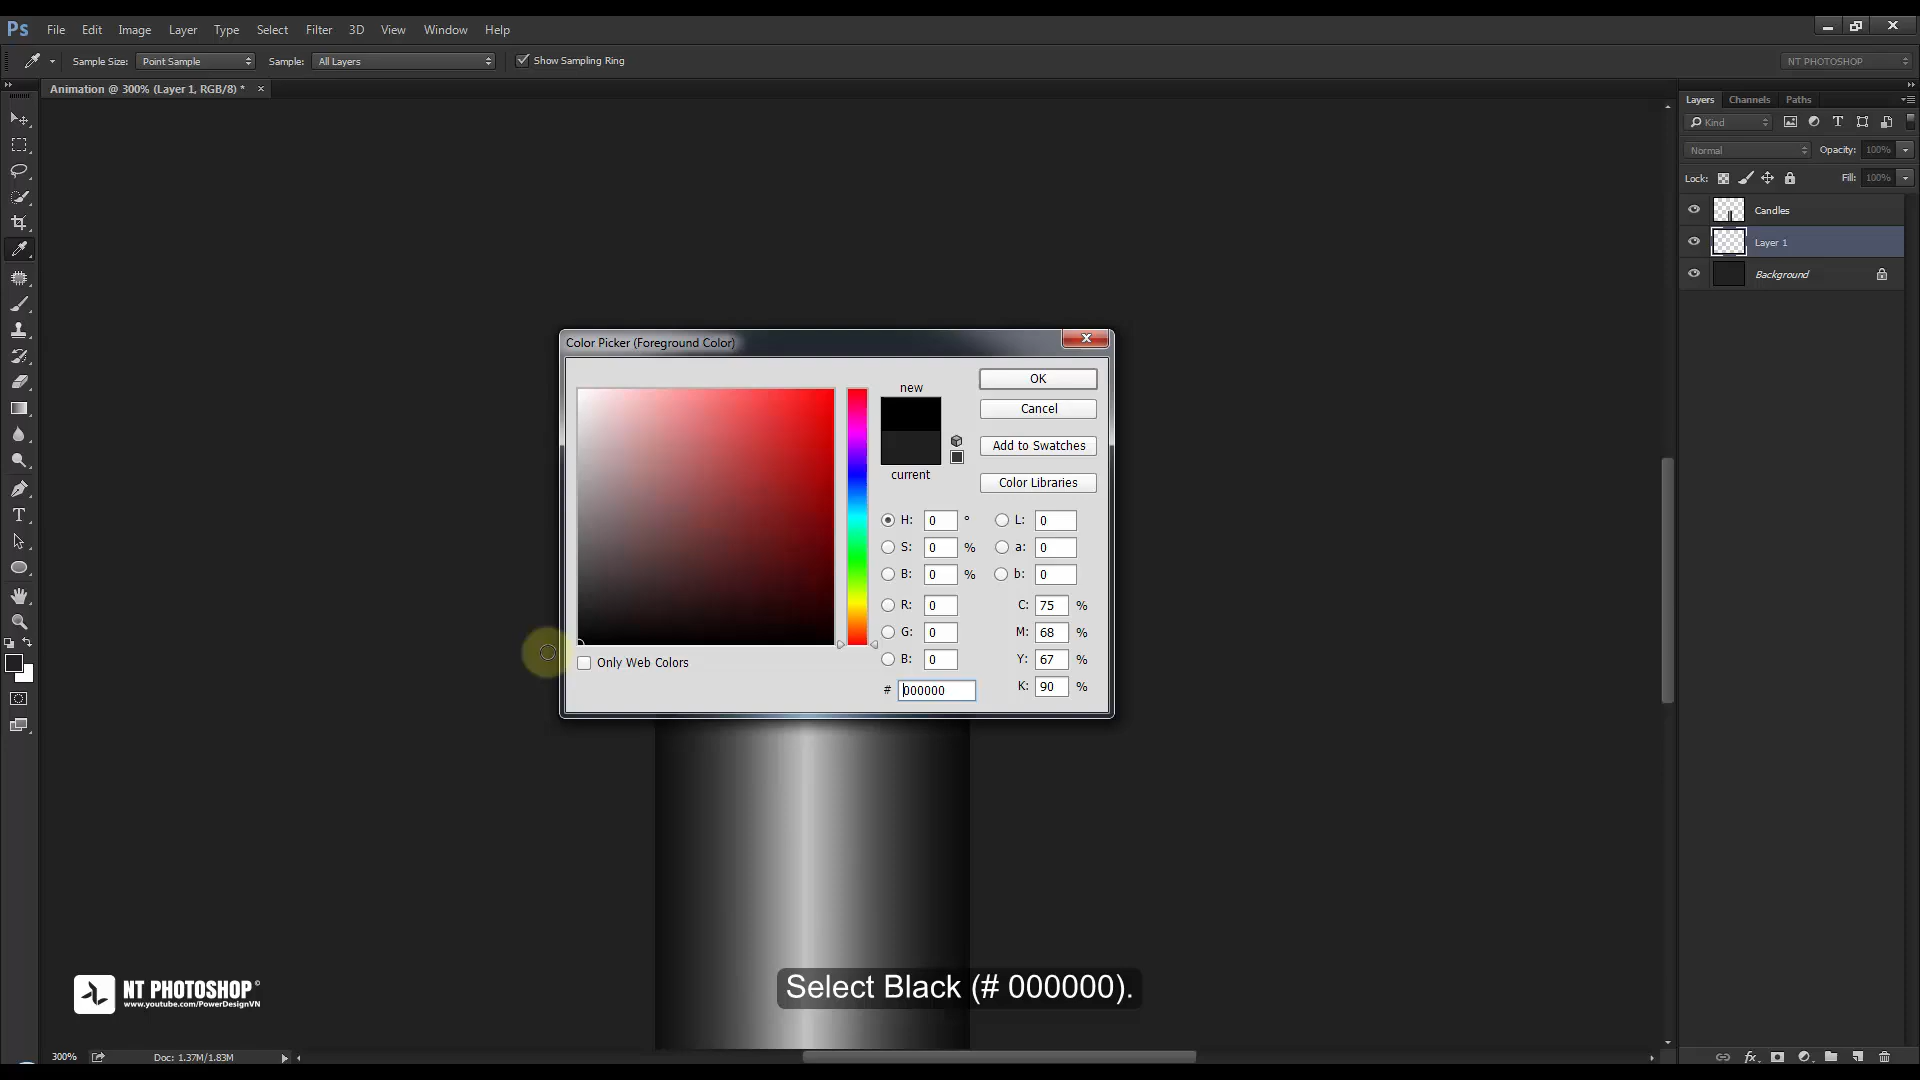 Ps File Edit Image Layer Type Select Filter 3D View Window Help
Sample Size: Point Sample Sample: All Layers Show Sampling Ring NT PHOTOSHOP
Animation @ 300% (Layer 1, RGB/8) * ×
Layers Channels Paths
Kind
Normal Opacity: 100%
Lock: Fill: 100%
Candles
Layer 1
Background
Color Picker (Foreground Color)
new
current
OK
Cancel
Add to Swatches
Color Libraries
H: 0 ° L: 0
S: 0 % a: 0
B: 0 % b: 0
R: 0 C: 75 %
G: 0 M: 68 %
B: 0 Y: 67 %
# 000000 K: 90 %
Only Web Colors
NT PHOTOSHOP ©
www.youtube.com/PowerDesignVN
Select Black (# 000000).
300% Doc: 1.37M/1.83M
fx